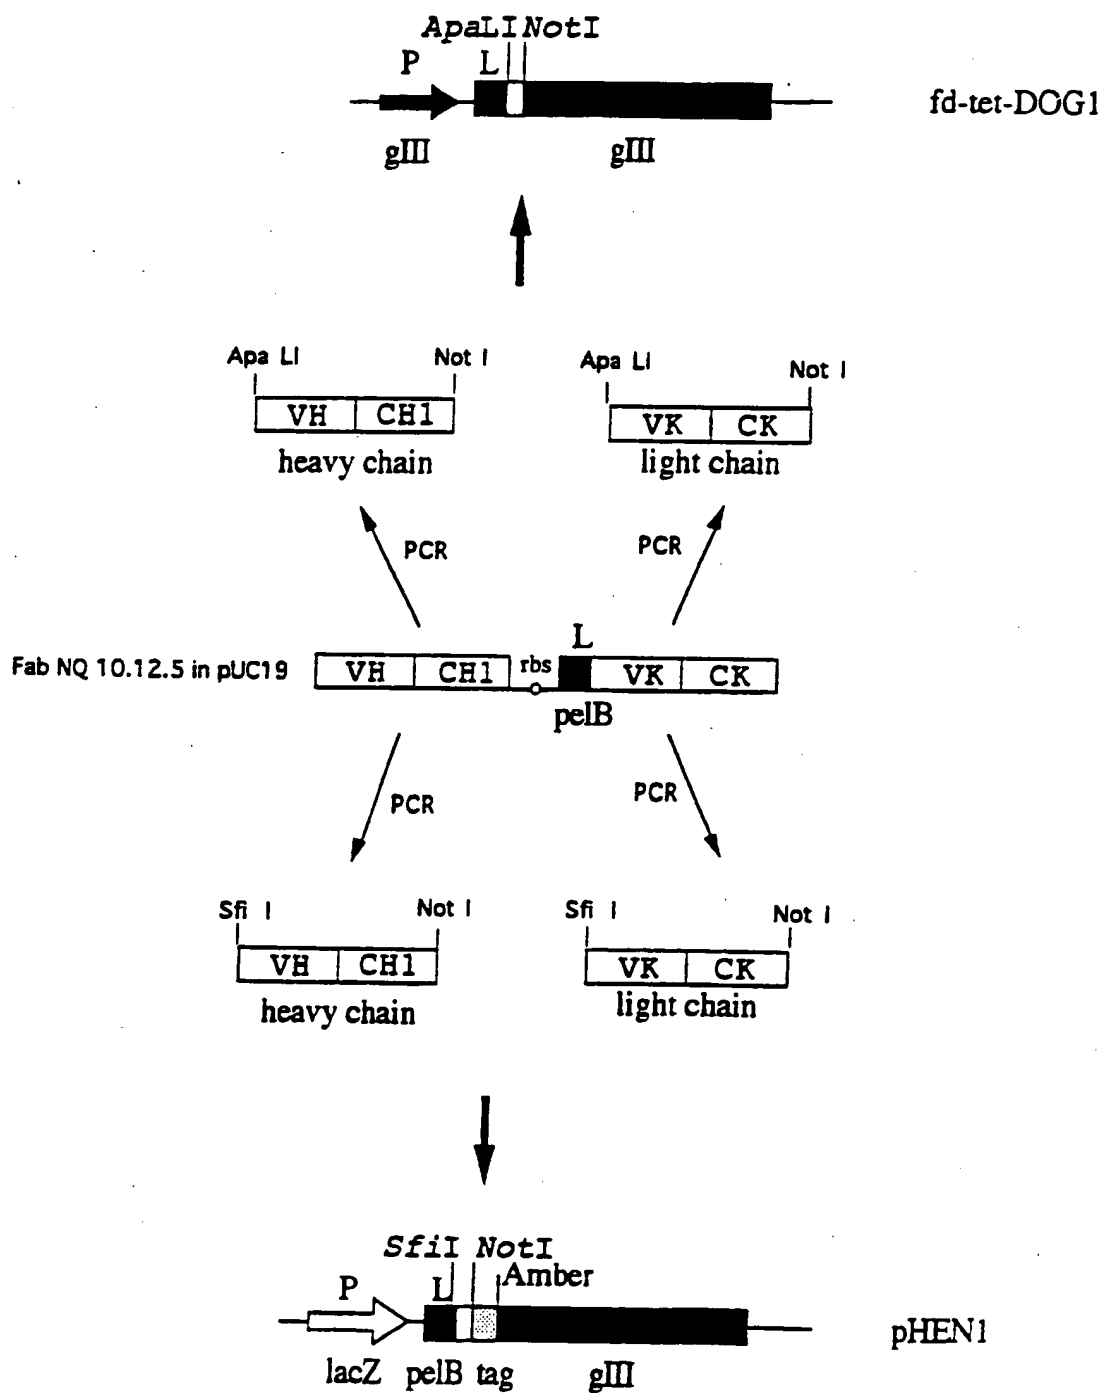 ApaLI NotI
P L
fd-tet-DOG1
gIII gIII
Apa LI Not I Apa LI Not I
VH CH1 VK CK
heavy chain light chain
PCR PCR
L
Fab NQ 10.12.5 in pUC19 VH CH1 rbs VK CK
pelB
PCR PCR
Sfi I Not I Sfi I Not I
VH CH1 VK CK
heavy chain light chain
SfiI NotI
P L Amber
pHEN1
lacZ pelB tag gIII